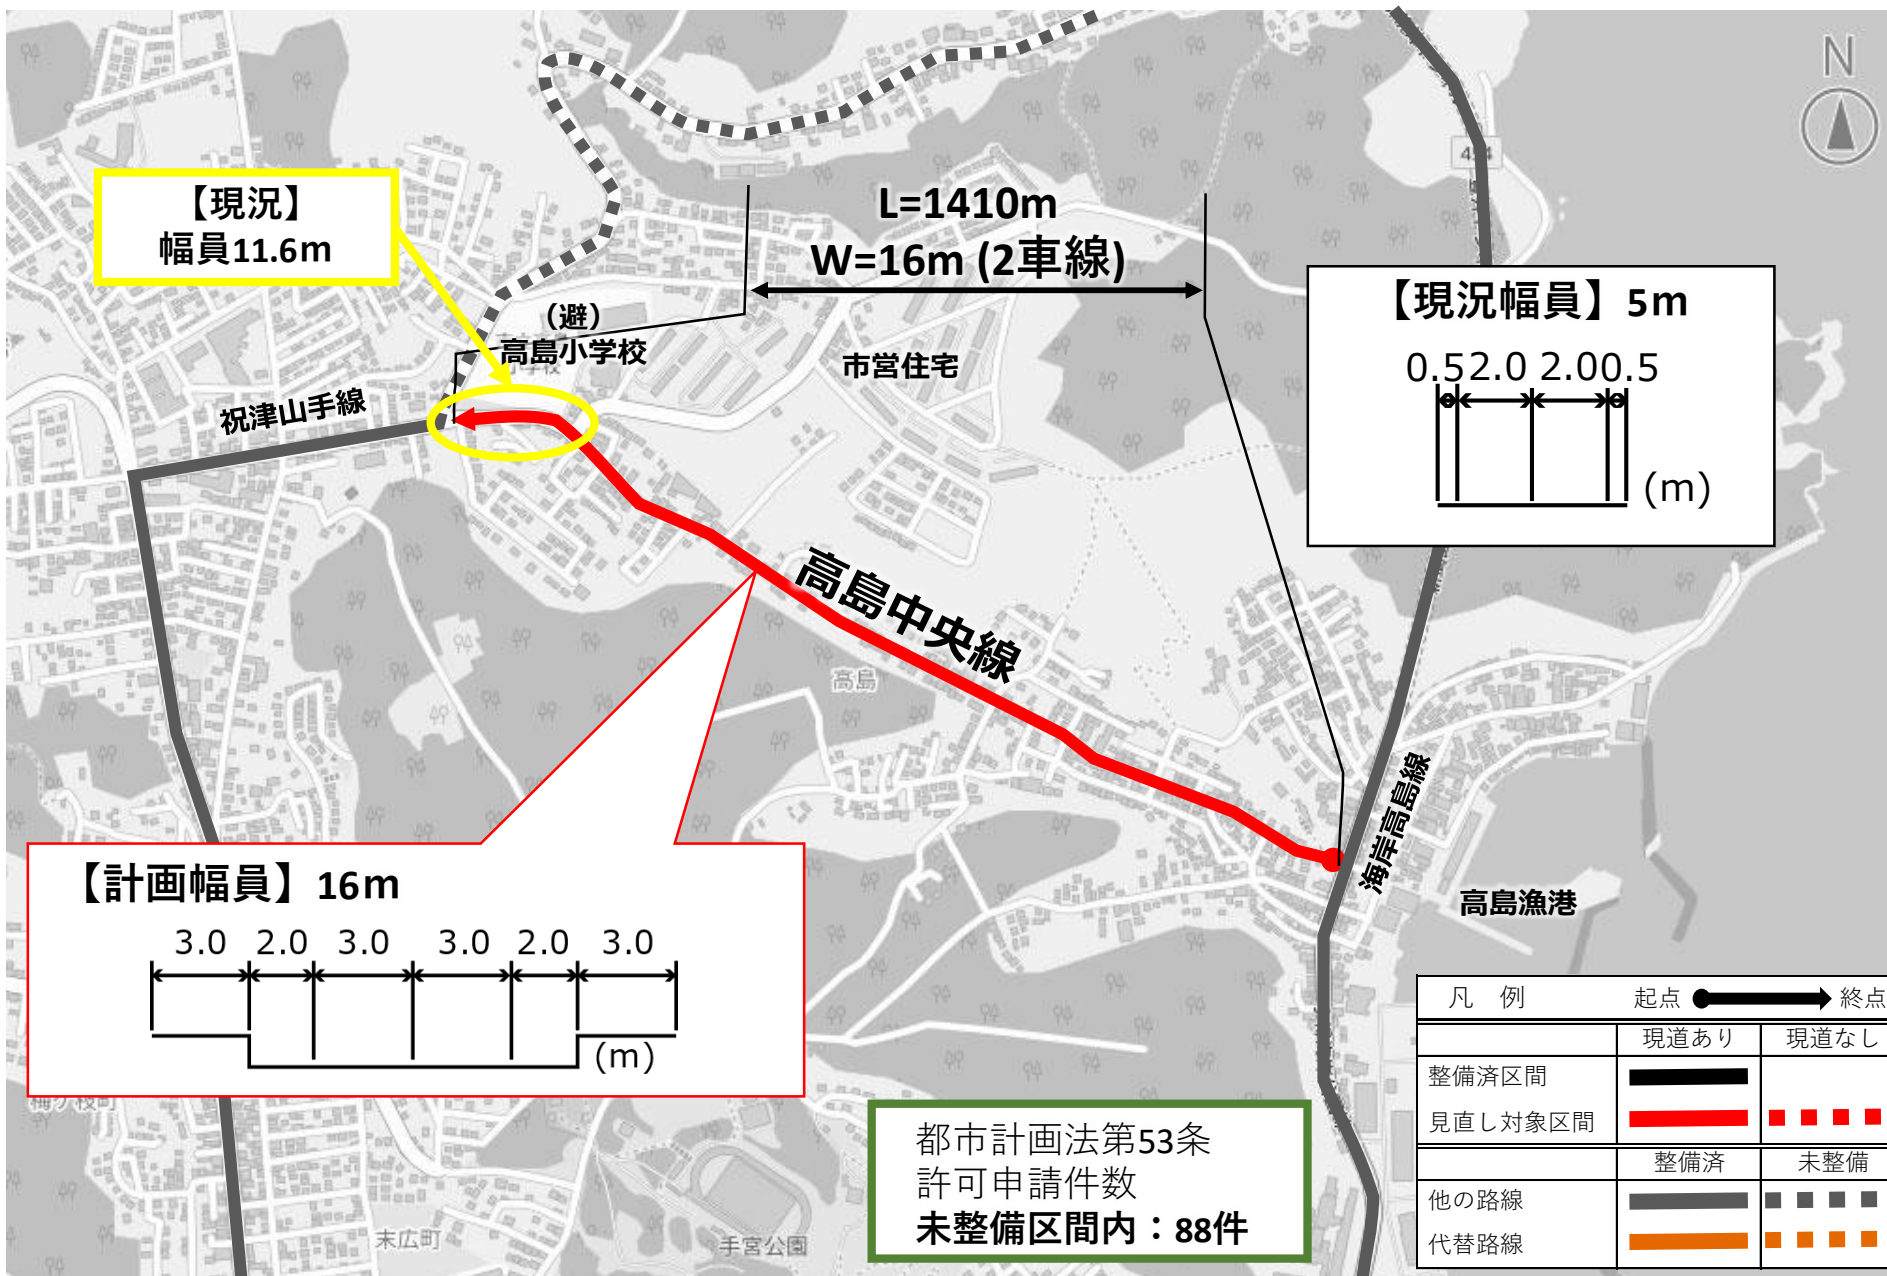 N
454
【現況】
幅員11.6m
L=1410m
W=16m (2車線)
【現況幅員】5m
0.5 2.0 2.0 0.5
(m)
（避）
高島小学校
市営住宅
祝津山手線
高島中央線
高島
海岸高島線
高島漁港
【計画幅員】16m
3.0 2.0 3.0 3.0 2.0 3.0
(m)
梅ケ枝町
末広町
手宮公園
都市計画法第53条
許可申請件数
未整備区間内：88件
凡 例 起点 終点
現道あり 現道なし
整備済区間
見直し対象区間
整備済 未整備
他の路線
代替路線